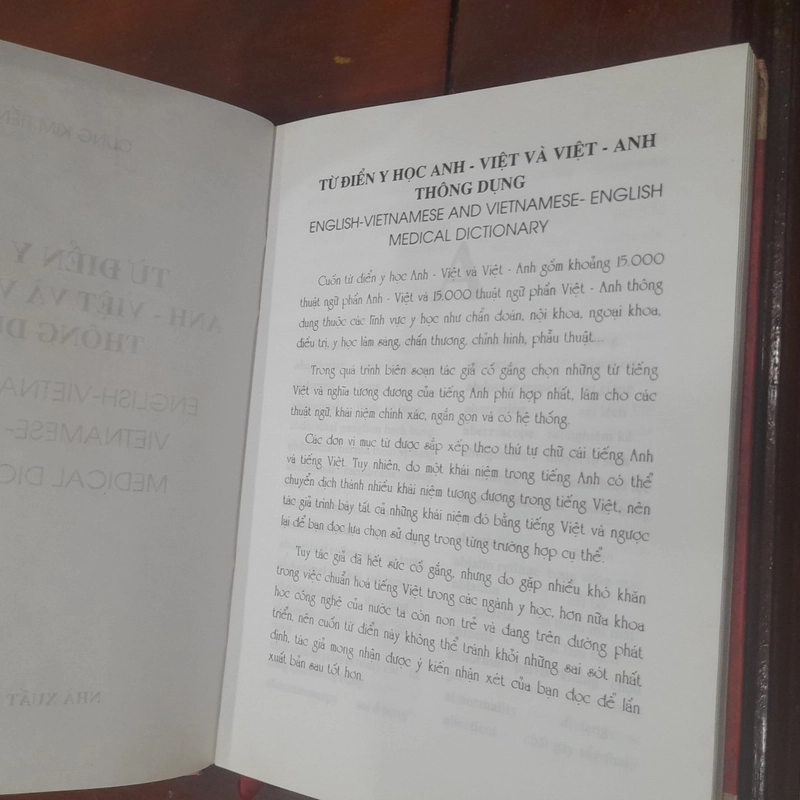 TỪ ĐIỂN Y HỌC ANH - VIỆT VÀ VIỆT - ANH
THÔNG DỤNG
ENGLISH-VIETNAMESE AND VIETNAMESE- ENGLISH
MEDICAL DICTIONARY
Cuốn từ điển y học Anh - Việt và Việt - Anh gồm khoảng 15.000
thuật ngữ phần Anh - Việt và 15.000 thuật ngữ phần Việt - Anh thông
dụng thuộc các lĩnh vực y học như chẩn đoán, nội khoa, ngoại khoa,
điều trị, y học lâm sàng, chấn thương, chỉnh hình, phẫu thuật...
Trong quá trình biên soạn tác giả cố gắng chọn những từ tiếng
Việt và nghĩa tương đương của tiếng Anh phù hợp nhất, làm cho các
thuật ngữ, khái niệm chính xác, ngắn gọn và có hệ thống.
Các đơn vị mục từ được sắp xếp theo thứ tự chữ cái tiếng Anh
và tiếng Việt. Tuy nhiên, do một khái niệm trong tiếng Anh có thể
chuyển dịch thành nhiều khái niệm tương đương trong tiếng Việt, nên
tác giả trình bày tất cả những khái niệm đó bằng tiếng Việt và ngược
lại để bạn đọc lựa chọn sử dụng trong từng trường hợp cụ thể.
Tuy tác giả đã hết sức cố gắng, nhưng do gặp nhiều khó khăn
trong việc chuẩn hoá tiếng Việt trong các ngành y học, hơn nữa khoa
học công nghệ của nước ta còn non trẻ và đang trên đường phát
triển, nên cuốn từ điển này không thể tránh khỏi những sai sót nhất
định, tác giả mong nhận được ý kiến nhận xét của bạn đọc để lần
xuất bản sau tốt hơn.